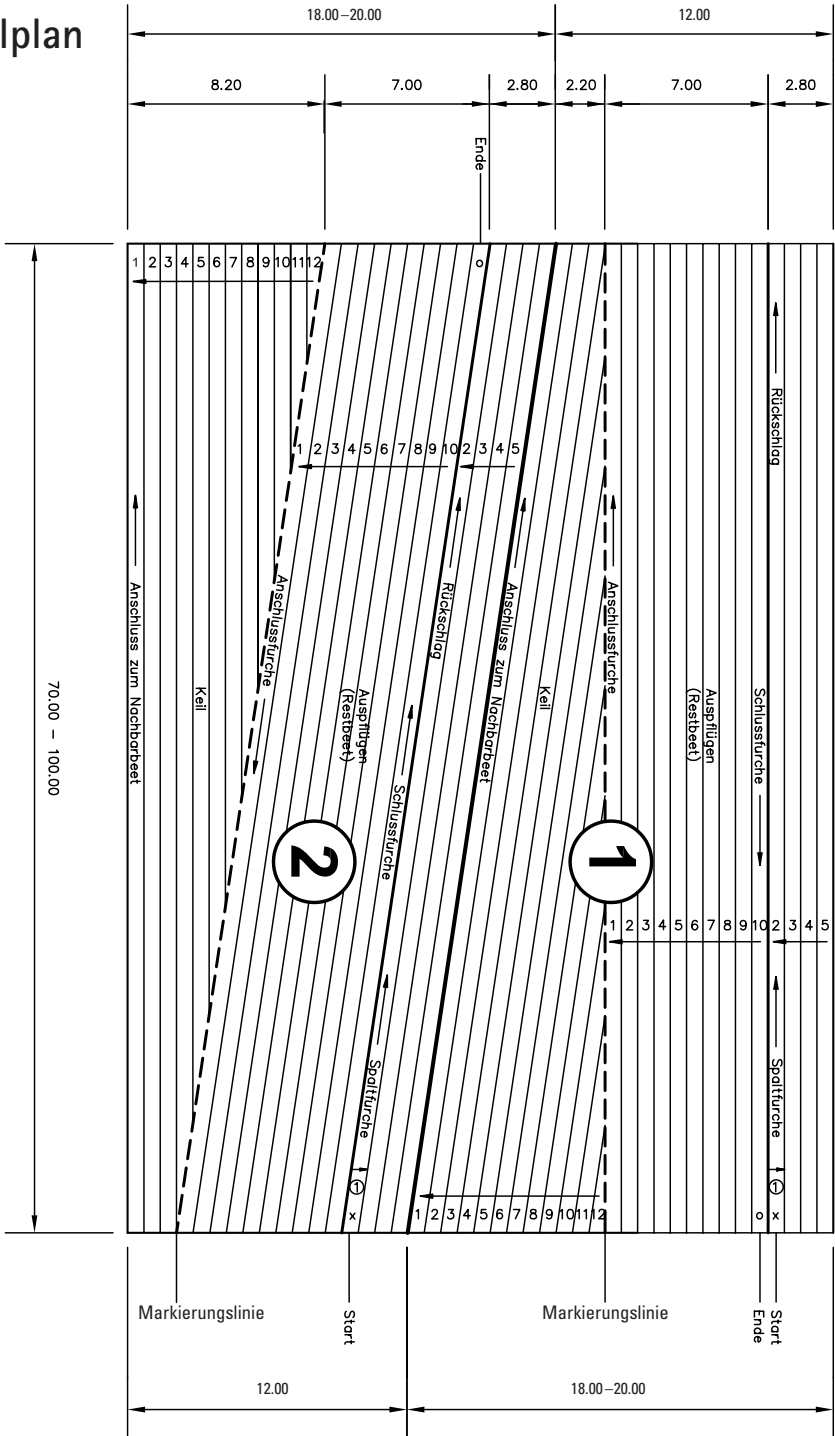 lplan
18.00–20.00
12.00
8.20
7.00
2.80
2.20
7.00
2.80
Ende
1 2 3 4 5 6 7 8 9 10 11 12
Rückschlag
1 2 3 4 5 6 7 8 9 10 2 3 4 5
Anschluss zum Nachbarbeet
Keil
Anschlussfurche
Auspflügen
(Restbeet)
Rückschlag
Schlussfurche
Anschluss zum Nachbarbeet
Keil
Anschlussfurche
Auspflügen
(Restbeet)
Schlussfurche
70.00 – 100.00
2
1
1 2 3 4 5 6 7 8 9 10 2 3 4 5
Spaltfurche
Spaltfurche
1
x
1 2 3 4 5 6 7 8 9 10 11 12
o
1
x
o
Markierungslinie
Start
Markierungslinie
Ende
Start
12.00
18.00–20.00